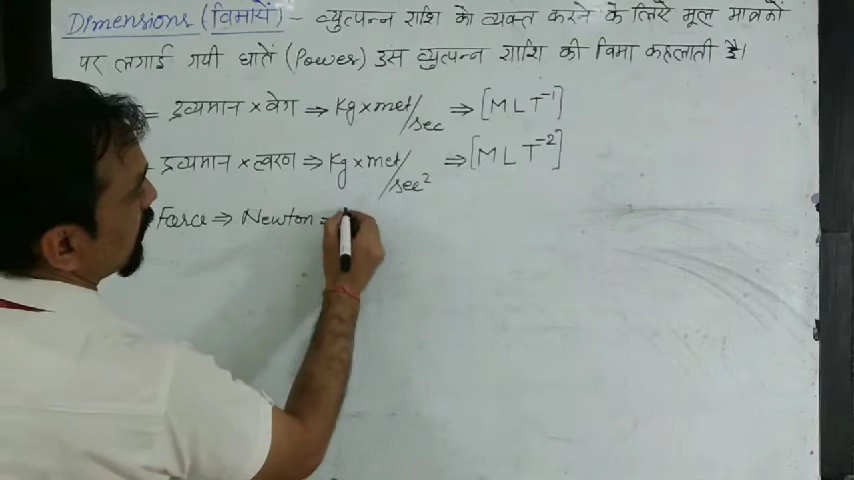 Dimensions (विमायें) - व्युत्पन्न राशि को व्यक्त करने के लिए मूल मात्रकों
पर लगाई गयी घातें (Power) उस व्युत्पन्न राशि की विमा कहलाती है।
= द्रव्यमान × वेग ⇒ Kg × met/sec ⇒ [M L T⁻¹]
द्रव्यमान × त्वरण ⇒ Kg × met/sec² ⇒ [M L T⁻²]
Force ⇒ Newton =